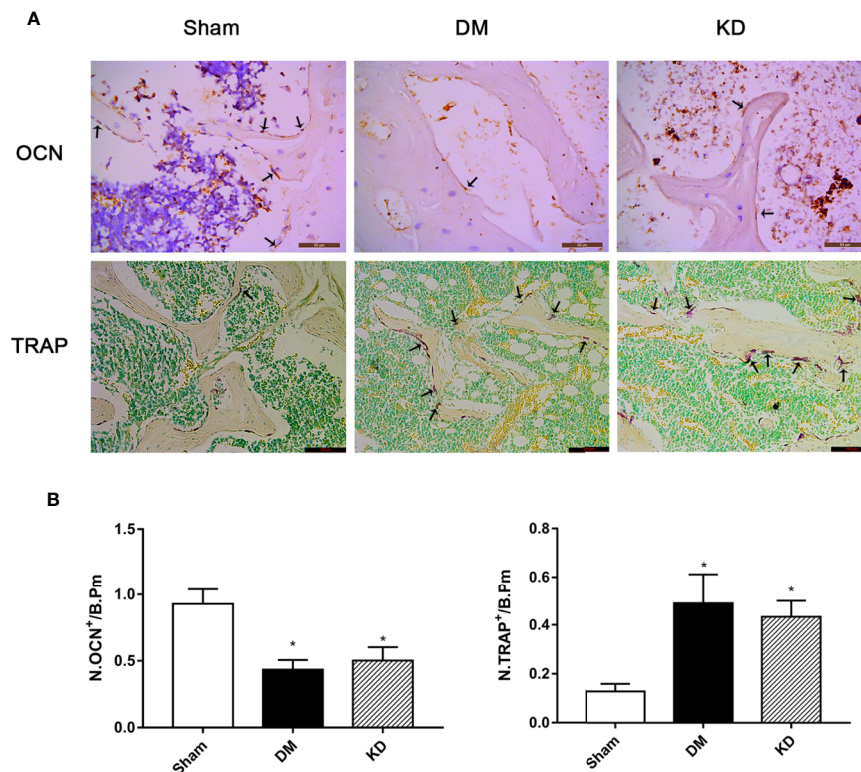 A
Sham DM KD
OCN
TRAP
B
N.OCN⁺/B.Pm
1.5
1.0
0.5
0.0
Sham DM KD
* *
N.TRAP⁺/B.Pm
0.8
0.6
0.4
0.2
0.0
Sham DM KD
* *